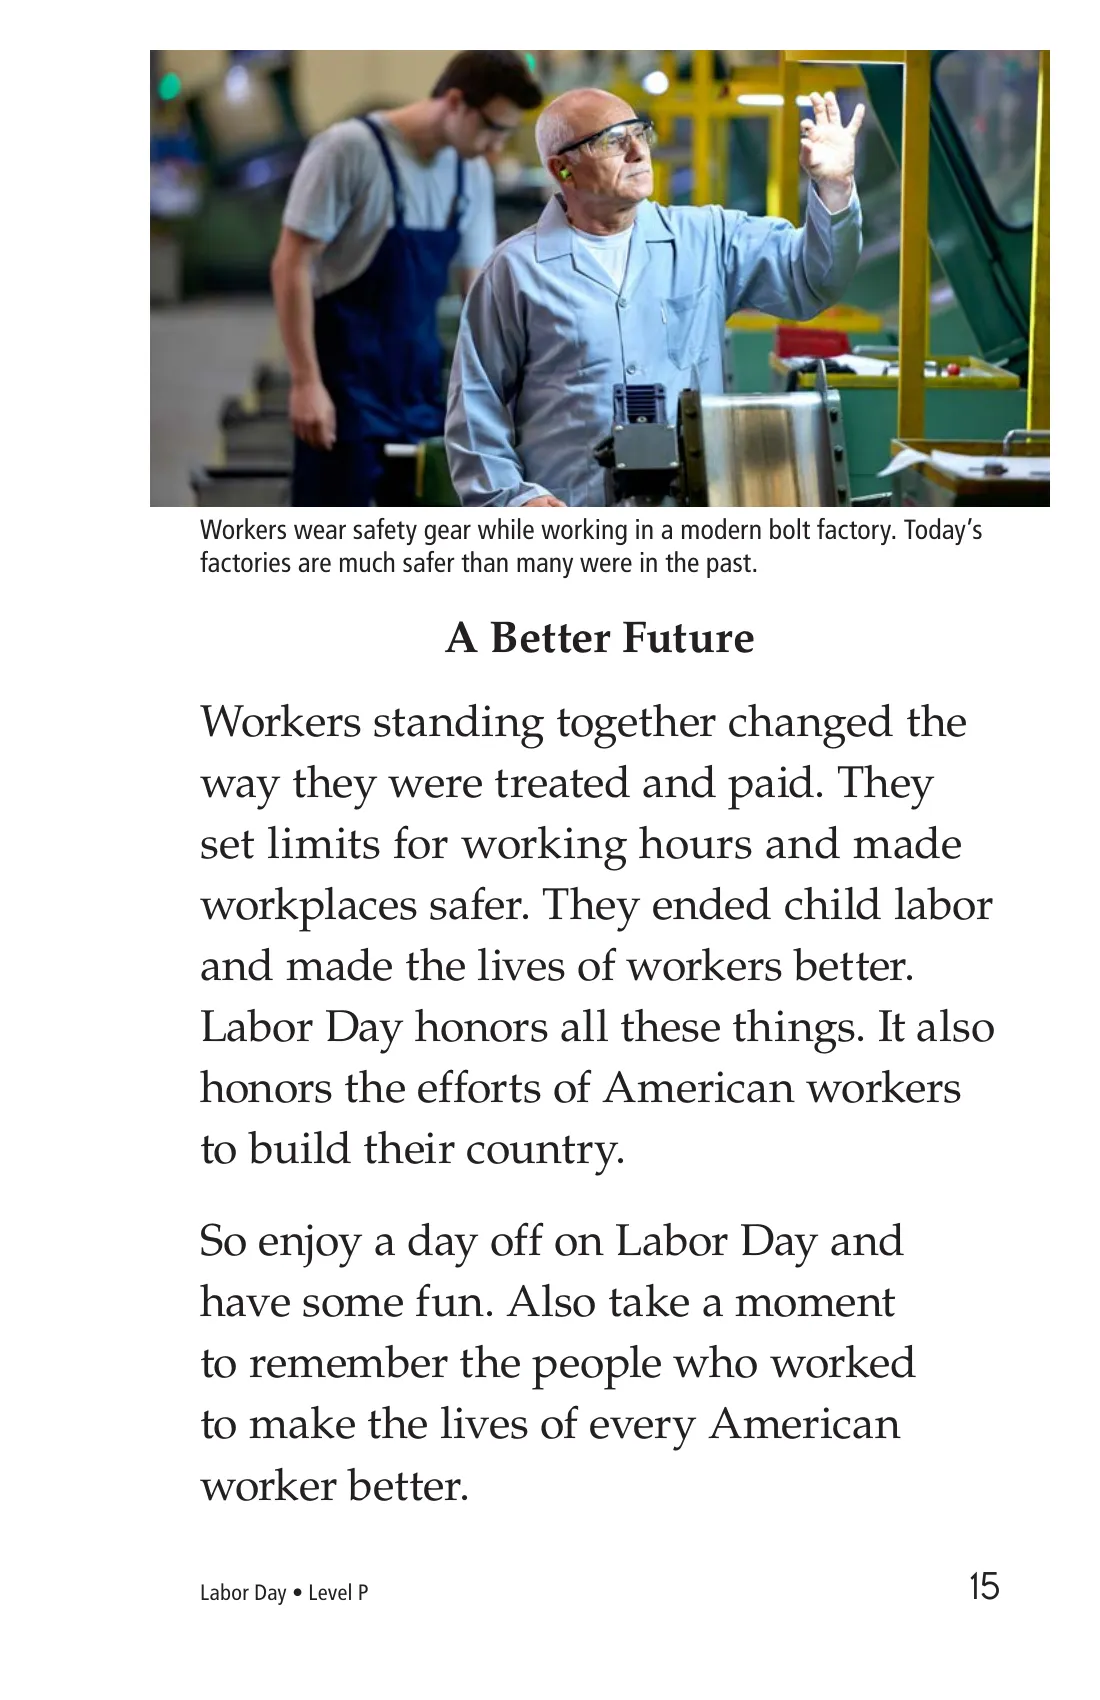 Workers wear safety gear while working in a modern bolt factory. Today’s
factories are much safer than many were in the past.
A Better Future
Workers standing together changed the
way they were treated and paid. They
set limits for working hours and made
workplaces safer. They ended child labor
and made the lives of workers better.
Labor Day honors all these things. It also
honors the efforts of American workers
to build their country.
So enjoy a day off on Labor Day and
have some fun. Also take a moment
to remember the people who worked
to make the lives of every American
worker better.
Labor Day • Level P
15